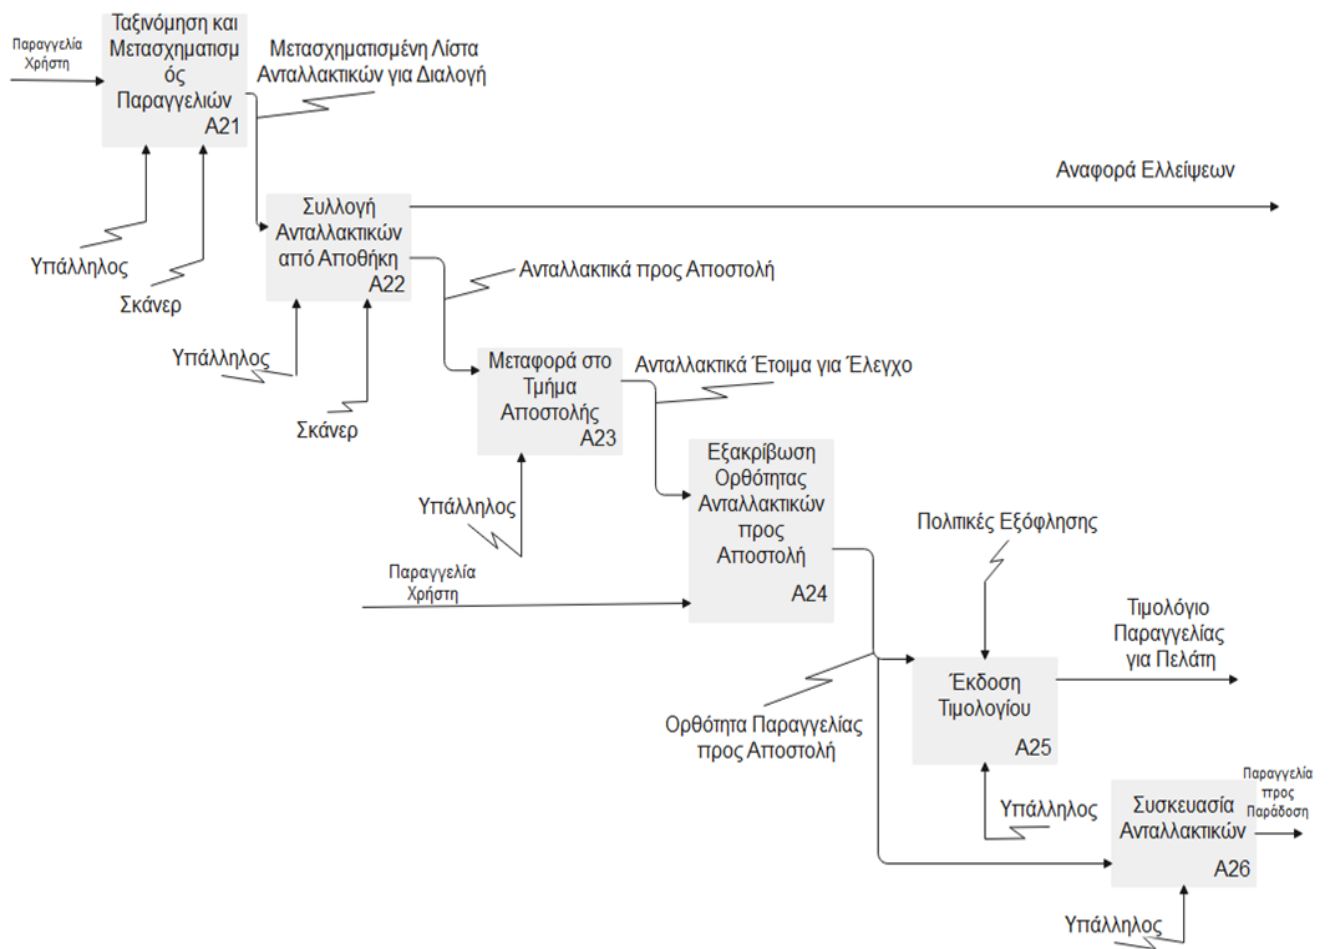 Ταξινόμηση και
Μετασχηματισμ
ός
Παραγγελιών
A21
Παραγγελία
Χρήστη
Μετασχηματισμένη Λίστα
Ανταλλακτικών για Διαλογή
Αναφορά Ελλείψεων
Υπάλληλος
Σκάνερ
Συλλογή
Ανταλλακτικών
από Αποθήκη
A22
Ανταλλακτικά προς Αποστολή
Υπάλληλος
Σκάνερ
Μεταφορά στο
Τμήμα
Αποστολής
A23
Ανταλλακτικά Έτοιμα για Έλεγχο
Υπάλληλος
Εξακρίβωση
Ορθότητας
Ανταλλακτικών
προς
Αποστολή
A24
Παραγγελία
Χρήστη
Πολιτικές Εξόφλησης
Ορθότητα Παραγγελίας
προς Αποστολή
Έκδοση
Τιμολογίου
A25
Τιμολόγιο
Παραγγελίας
για Πελάτη
Υπάλληλος
Συσκευασία
Ανταλλακτικών
A26
Παραγγελία
προς
Παράδοση
Υπάλληλος